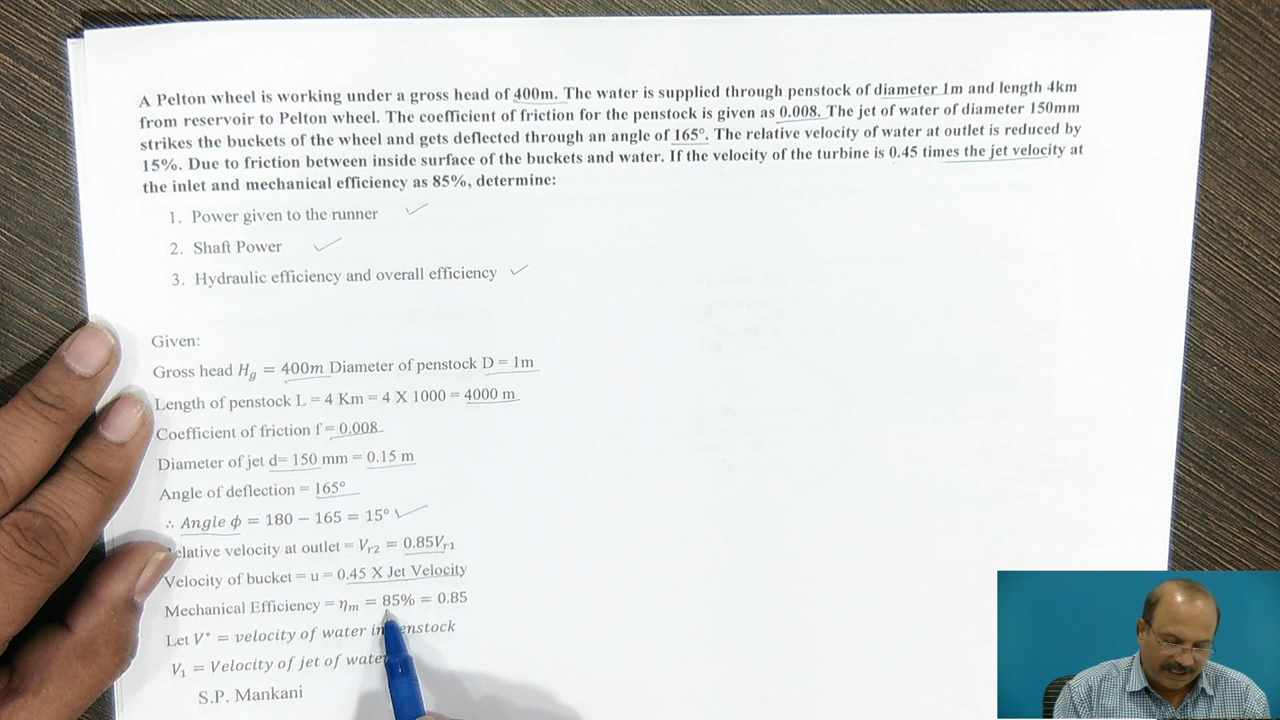 A Pelton wheel is working under a gross head of 400m. The water is supplied through penstock of diameter 1m and length 4km
from reservoir to Pelton wheel. The coefficient of friction for the penstock is given as 0.008. The jet of water of diameter 150mm
strikes the buckets of the wheel and gets deflected through an angle of 165°. The relative velocity of water at outlet is reduced by
15%. Due to friction between inside surface of the buckets and water. If the velocity of the turbine is 0.45 times the jet velocity at
the inlet and mechanical efficiency as 85%, determine:
1. Power given to the runner
2. Shaft Power
3. Hydraulic efficiency and overall efficiency
Given:
Gross head H_g = 400m Diameter of penstock D = 1m
Length of penstock L = 4 Km = 4 X 1000 = 4000 m
Coefficient of friction f = 0.008
Diameter of jet d= 150 mm = 0.15 m
Angle of deflection = 165°
∴ Angle ϕ = 180 − 165 = 15°
elative velocity at outlet = V_r2 = 0.85V_r1
Velocity of bucket = u = 0.45 X Jet Velocity
Mechanical Efficiency = η_m = 85% = 0.85
Let V* = velocity of water in enstock
V_1 = Velocity of jet of water
S.P. Mankani